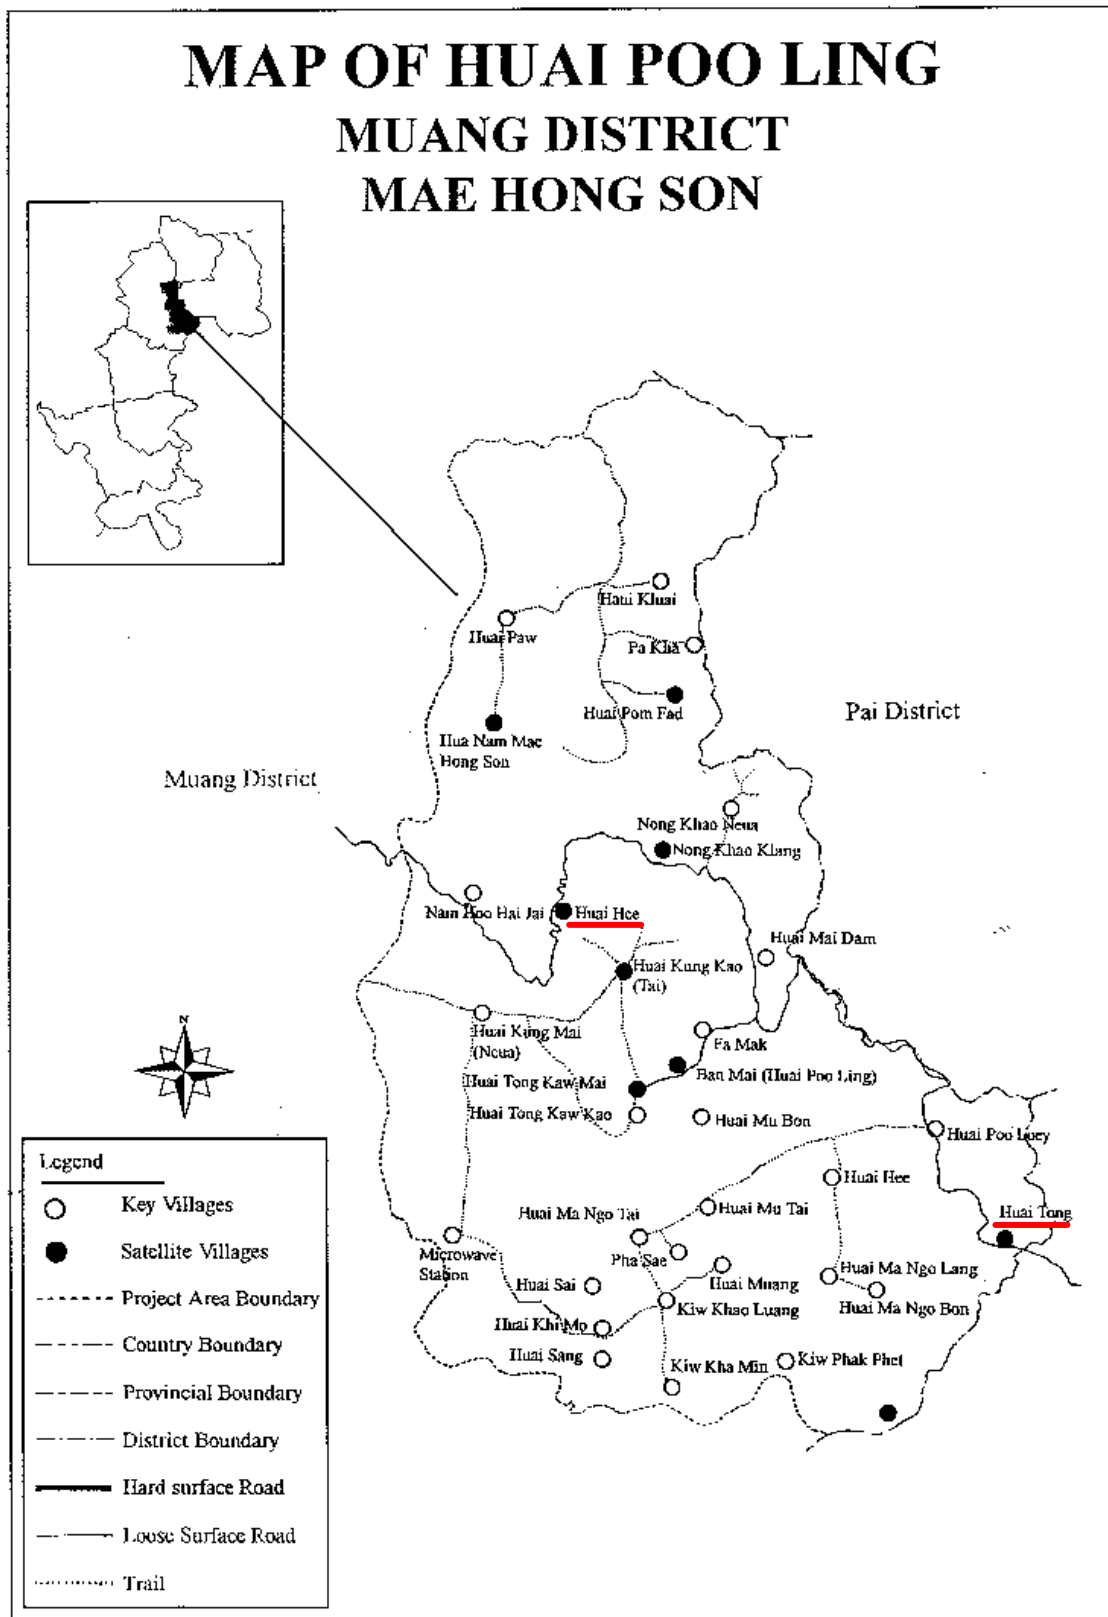 MAP OF HUAI POO LING
MUANG DISTRICT
MAE HONG SON
Haui Kluai
Huai Paw
Pa Kha
Huai Pom Fad
Pai District
Hua Nam Mae
Hong Son
Muang District
Nong Khao Neua
Nong Khao Klang
Nam Hoo Hai Jai
Huai Hee
Huai Mai Dam
Huai Kung Kao
(Tai)
N
Huai Kung Mai
(Neua)
Fa Mak
Ban Mai (Huai Poo Ling)
Huai Tong Kaw Mai
Huai Tong Kaw Kao
Huai Mu Bon
Huai Poo Loey
Huai Hee
Huai Tong
Huai Ma Ngo Tai
Huai Mu Tai
Microwave
Station
Pha Sae
Huai Muang
Huai Ma Ngo Lang
Huai Sai
Kiw Khao Luang
Huai Ma Ngo Bon
Huai Khi Mo
Huai Sang
Kiw Kha Min
Kiw Phak Phet
Legend
Key Villages
Satellite Villages
Project Area Boundary
Country Boundary
Provincial Boundary
District Boundary
Hard surface Road
Loose Surface Road
Trail